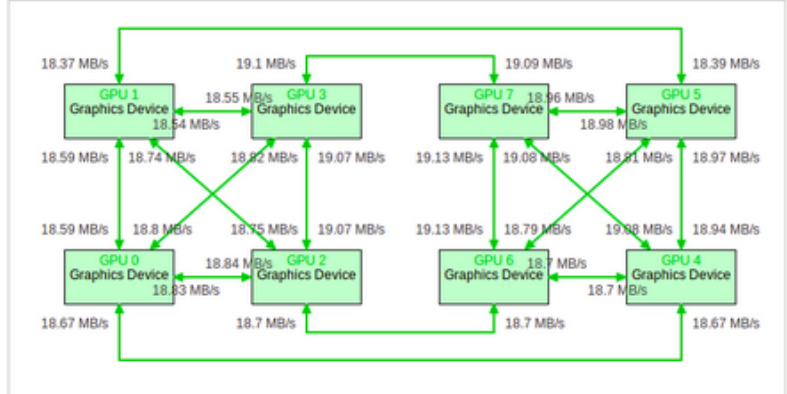 18.37 MB/s
19.1 MB/s
19.09 MB/s
18.39 MB/s
GPU 1
Graphics Device
GPU 3
Graphics Device
GPU 7
Graphics Device
GPU 5
Graphics Device
18.55 MB/s
18.54 MB/s
18.96 MB/s
18.98 MB/s
18.59 MB/s
18.74 MB/s
18.82 MB/s
19.07 MB/s
19.13 MB/s
19.08 MB/s
18.81 MB/s
18.97 MB/s
18.59 MB/s
18.8 MB/s
18.75 MB/s
19.07 MB/s
19.13 MB/s
18.79 MB/s
19.08 MB/s
18.94 MB/s
GPU 0
Graphics Device
GPU 2
Graphics Device
GPU 6
Graphics Device
GPU 4
Graphics Device
18.84 MB/s
18.83 MB/s
18.7 MB/s
18.7 MB/s
18.67 MB/s
18.7 MB/s
18.7 MB/s
18.67 MB/s